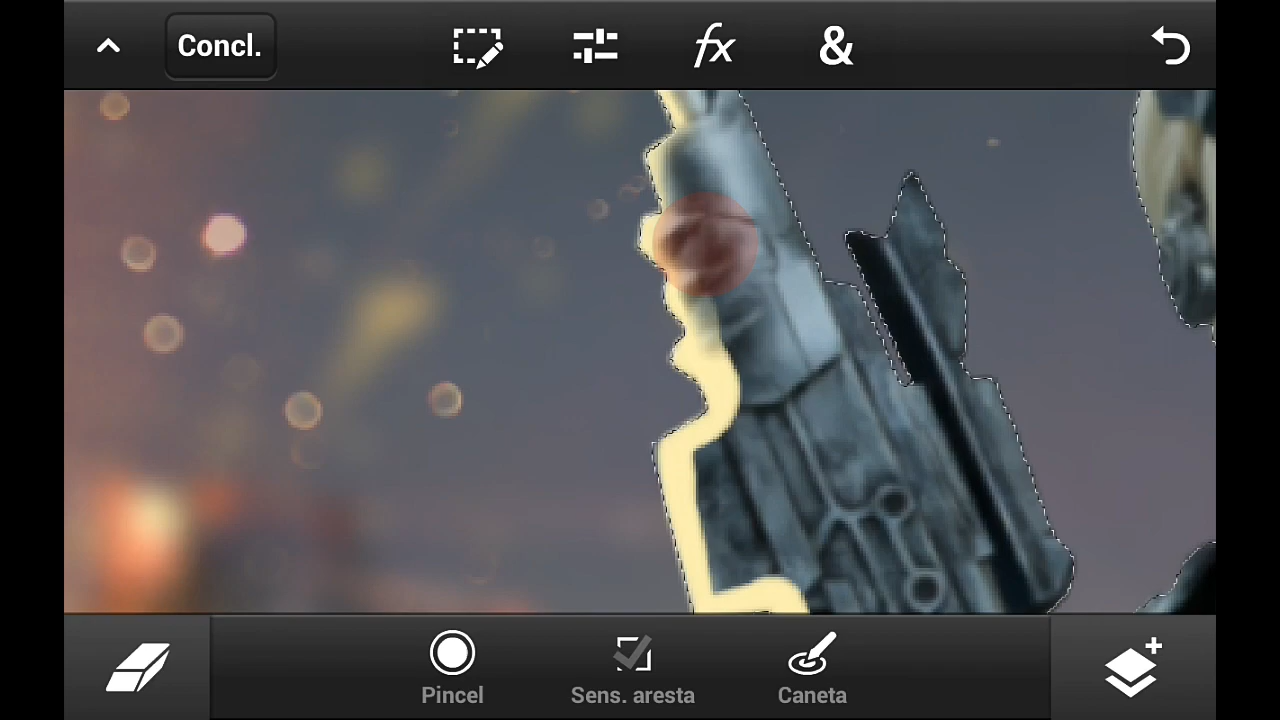 Concl.
fx
&
Pincel
Sens. aresta
Caneta